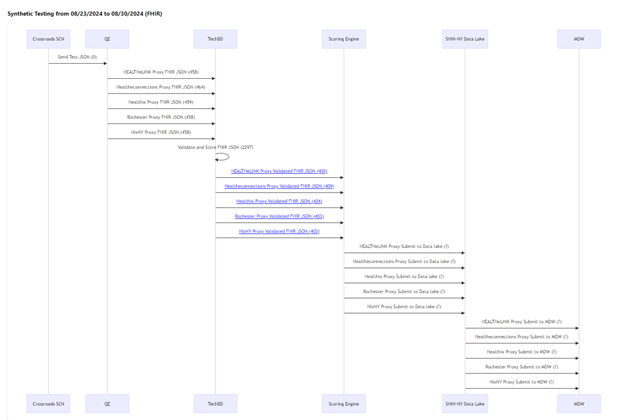 Synthetic Testing from 08/23/2024 to 08/30/2024 (FHIR)
Crossroads SCN QE TechBD Scoring Engine SHIN-NY Data Lake MDW
Send Test JSON (0)
HEALTHeLINK Proxy FHIR JSON (458)
Healtheconnections Proxy FHIR JSON (464)
Healthix Proxy FHIR JSON (459)
Rochester Proxy FHIR JSON (458)
HixNY Proxy FHIR JSON (458)
Validate and Score FHIR JSON (2297)
HEALTHeLINK Proxy Validated FHIR JSON (400)
Healtheconnections Proxy Validated FHIR JSON (409)
Healthix Proxy Validated FHIR JSON (404)
Rochester Proxy Validated FHIR JSON (403)
HixNY Proxy Validated FHIR JSON (403)
HEALTHeLINK Proxy Submit to Data lake (?)
Healtheconnections Proxy Submit to Data lake (?)
Healthix Proxy Submit to Data lake (?)
Rochester Proxy Submit to Data lake (?)
HixNY Proxy Submit to Data lake (?)
HEALTHeLINK Proxy Submit to MDW (?)
Healtheconnections Proxy Submit to MDW (?)
Healthix Proxy Submit to MDW (?)
Rochester Proxy Submit to MDW (?)
HixNY Proxy Submit to MDW (?)
Crossroads SCN QE TechBD Scoring Engine SHIN-NY Data Lake MDW